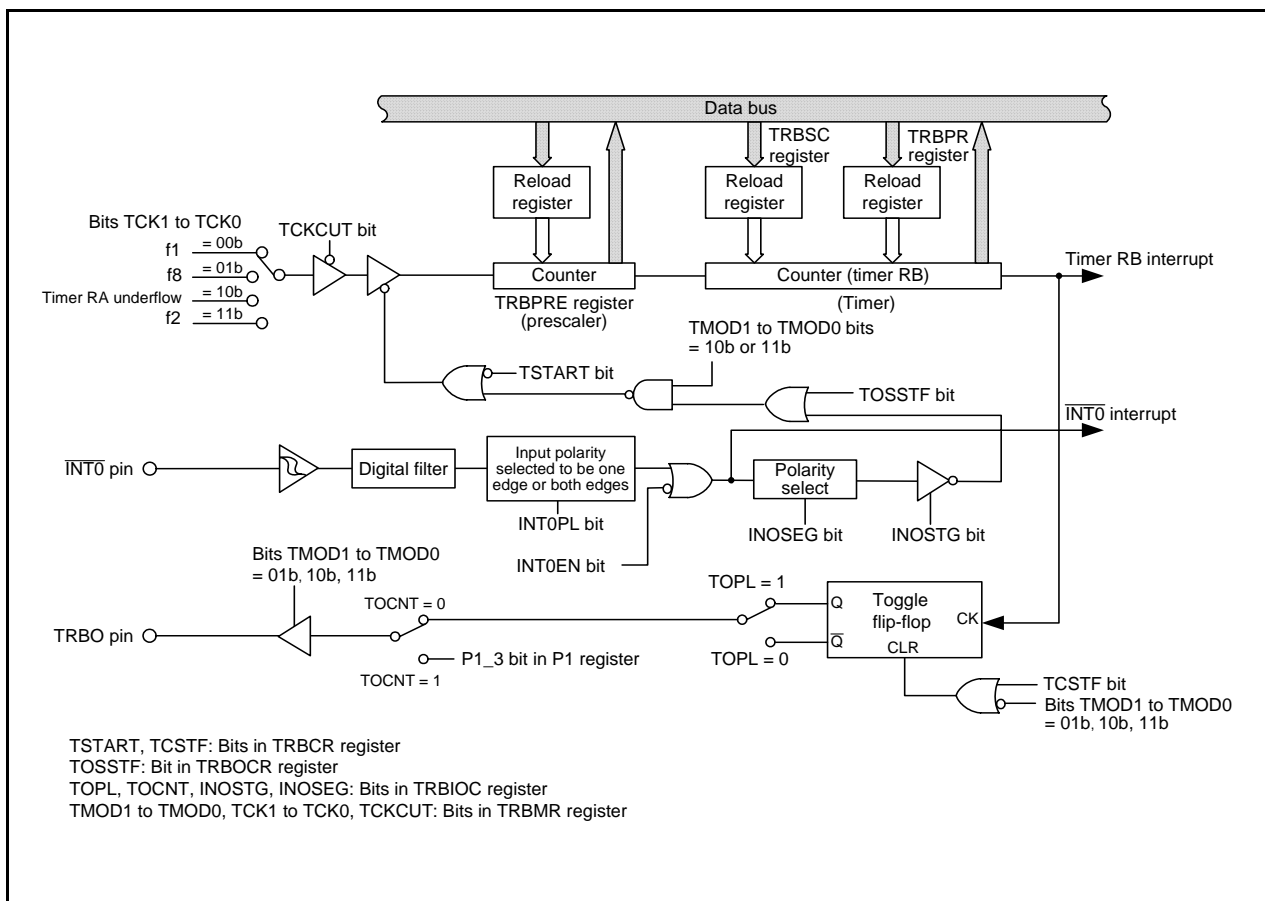 Data bus
TRBSC
register
TRBPR
register
Reload
register
Reload
register
Reload
register
Bits TCK1 to TCK0
TCKCUT bit
f1
= 00b
f8
= 01b
Timer RA underflow
= 10b
f2
= 11b
Counter
Counter (timer RB)
Timer RB interrupt
TRBPRE register
(prescaler)
(Timer)
TMOD1 to TMOD0 bits
= 10b or 11b
TSTART bit
TOSSTF bit
INT0 interrupt
INT0 pin
Digital filter
Input polarity
selected to be one
edge or both edges
Polarity
select
INT0PL bit
INOSEG bit
INOSTG bit
INT0EN bit
Bits TMOD1 to TMOD0
= 01b, 10b, 11b
TOPL = 1
Q
Toggle
flip-flop
CK
TOCNT = 0
TRBO pin
Q
CLR
P1_3 bit in P1 register
TOPL = 0
TOCNT = 1
TCSTF bit
Bits TMOD1 to TMOD0
= 01b, 10b, 11b
TSTART, TCSTF: Bits in TRBCR register
TOSSTF: Bit in TRBOCR register
TOPL, TOCNT, INOSTG, INOSEG: Bits in TRBIOC register
TMOD1 to TMOD0, TCK1 to TCK0, TCKCUT: Bits in TRBMR register